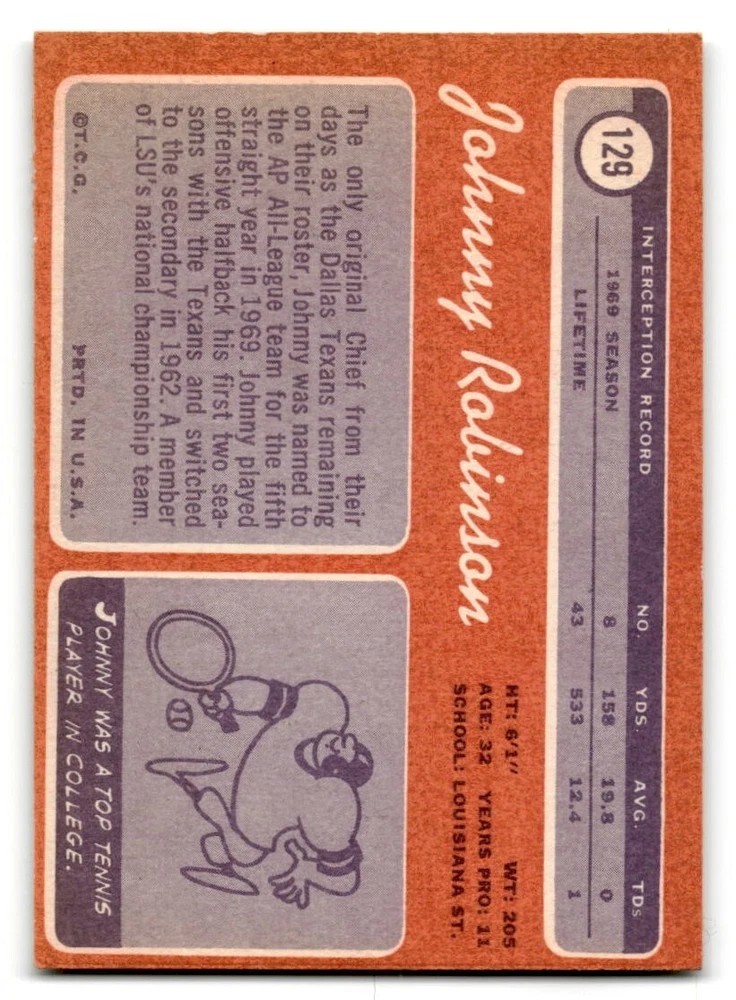 129
INTERCEPTION RECORD NO. YDS. AVG. TDs
1969 SEASON 8 158 19.8 0
LIFETIME 43 533 12.4 1
Johnny Robinson
HT: 6'1" WT: 205
AGE: 32 YEARS PRO: 11
SCHOOL: LOUISIANA ST.
The only original Chief from their
days as the Dallas Texans remaining
on their roster, Johnny was named to
the AP All-League team for the fifth
straight year in 1969. Johnny played
offensive halfback his first two sea-
sons with the Texans and switched
to the secondary in 1962. A member
of LSU's national championship team.
©T.C.G. PRTD. IN U.S.A.
JOHNNY WAS A TOP TENNIS
PLAYER IN COLLEGE.